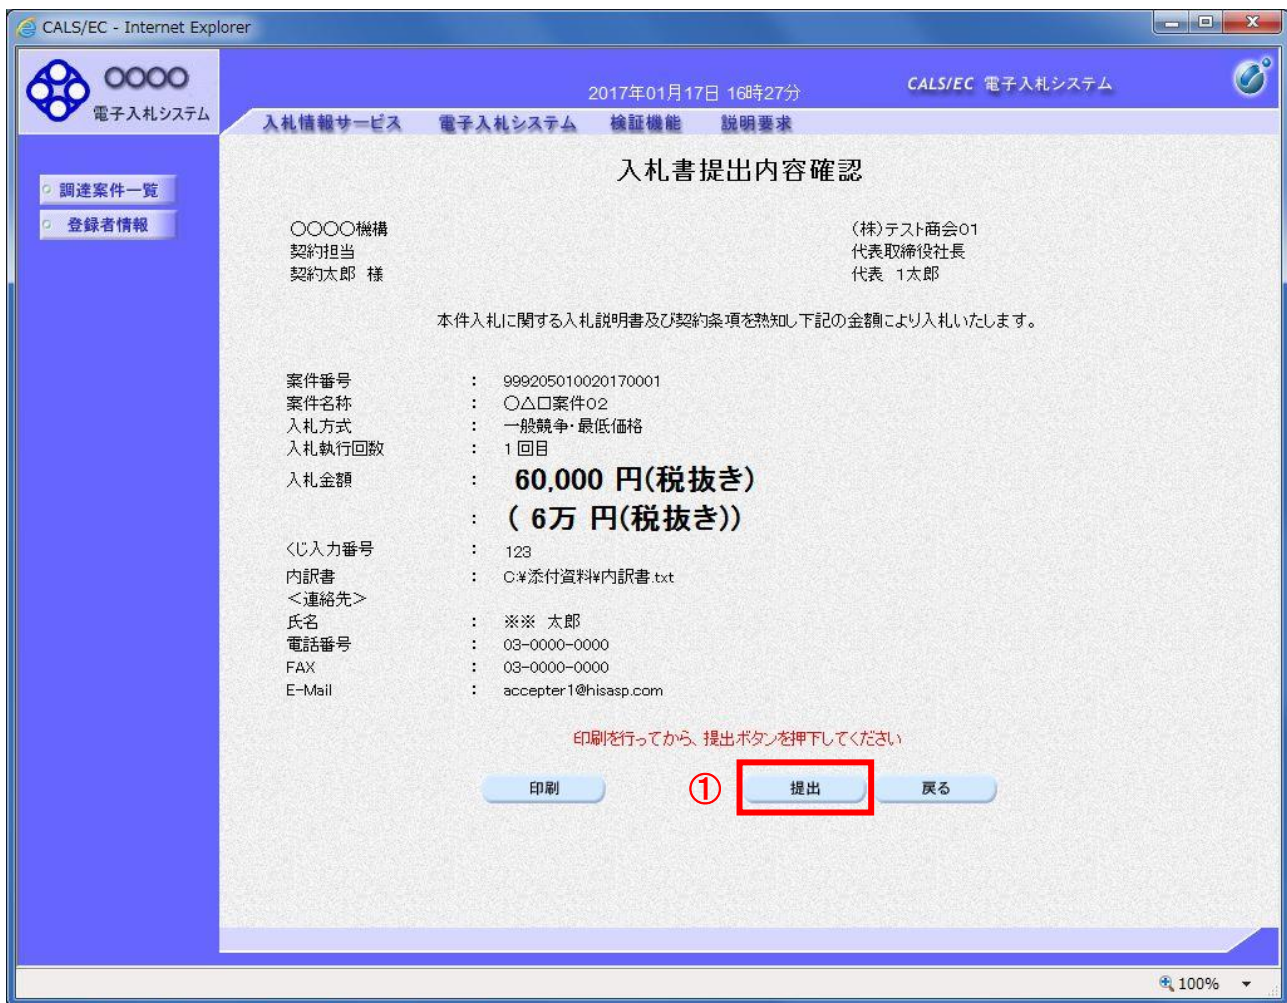 CALS/EC - Internet Explorer
〇〇〇〇
電子入札システム
2017年01月17日 16時27分
CALS/EC 電子入札システム
入札情報サービス 電子入札システム 検証機能 説明要求
調達案件一覧
登録者情報
入札書提出内容確認
〇〇〇〇機構
契約担当
契約太郎 様
(株)テスト商会01
代表取締役社長
代表 1太郎
本件入札に関する入札説明書及び契約条項を熟知し下記の金額により入札いたします。
案件番号 : 999205010020170001
案件名称 : 〇△口案件02
入札方式 : 一般競争・最低価格
入札執行回数 : 1回目
入札金額 : 60,000 円(税抜き)
: ( 6万 円(税抜き))
くじ入力番号 : 123
内訳書 : C:¥添付資料¥内訳書.txt
<連絡先>
氏名 : ※※ 太郎
電話番号 : 03-0000-0000
FAX : 03-0000-0000
E-Mail : accepter1@hisasp.com
印刷を行ってから、提出ボタンを押下してください
印刷 ① 提出 戻る
100%